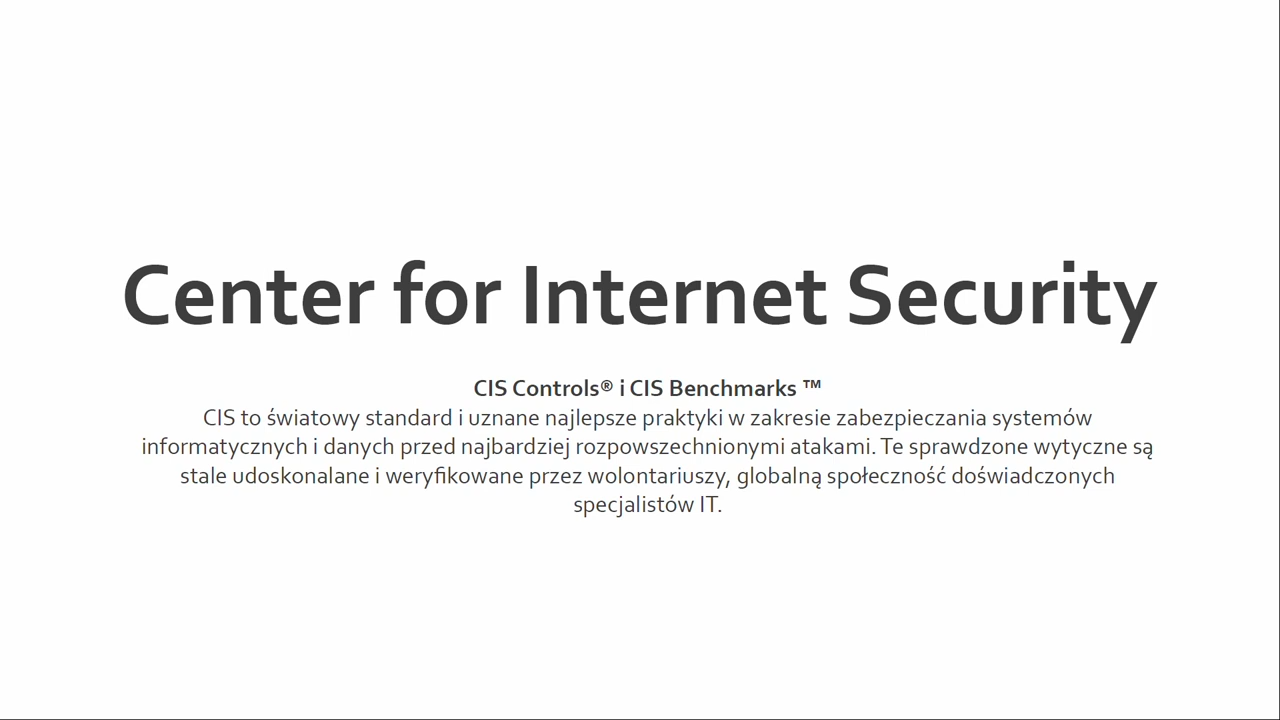 Center for Internet Security
CIS Controls® i CIS Benchmarks ™
CIS to światowy standard i uznane najlepsze praktyki w zakresie zabezpieczania systemów
informatycznych i danych przed najbardziej rozpowszechnionymi atakami. Te sprawdzone wytyczne są
stale udoskonalane i weryfikowane przez wolontariuszy, globalną społeczność doświadczonych
specjalistów IT.